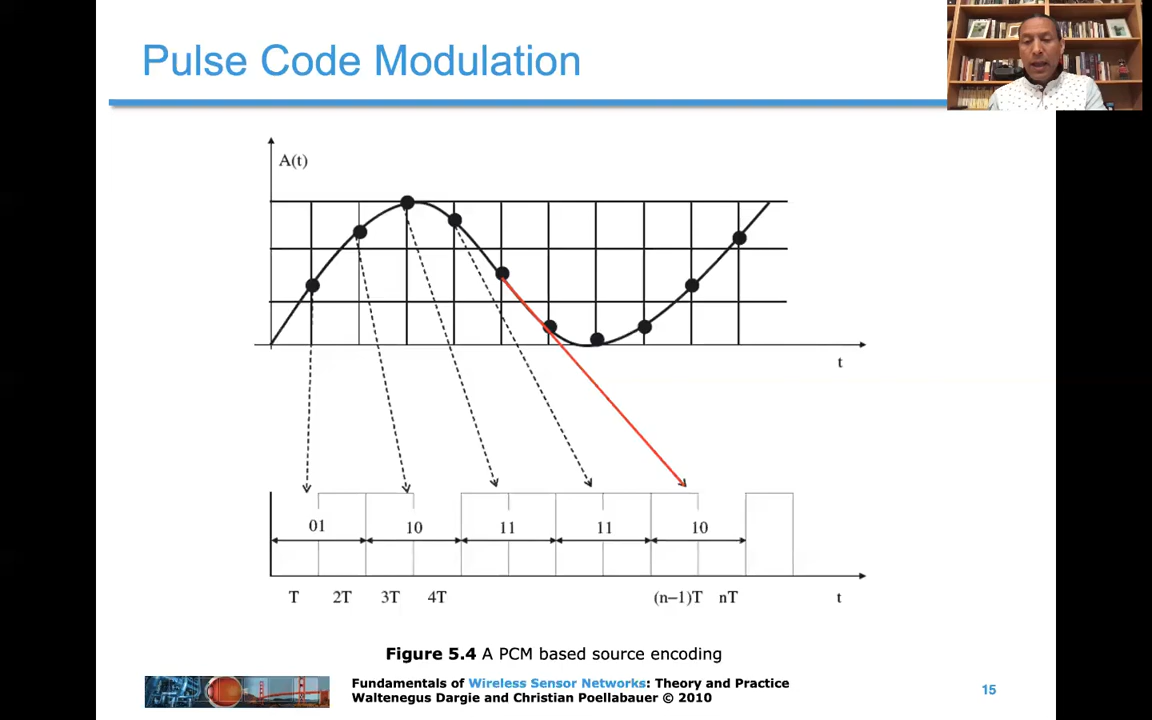 Pulse Code Modulation
A(t)
t
01 10 11 11 10
T 2T 3T 4T (n–1)T nT t
Figure 5.4 A PCM based source encoding
Fundamentals of Wireless Sensor Networks: Theory and Practice
Waltenegus Dargie and Christian Poellabauer © 2010
15